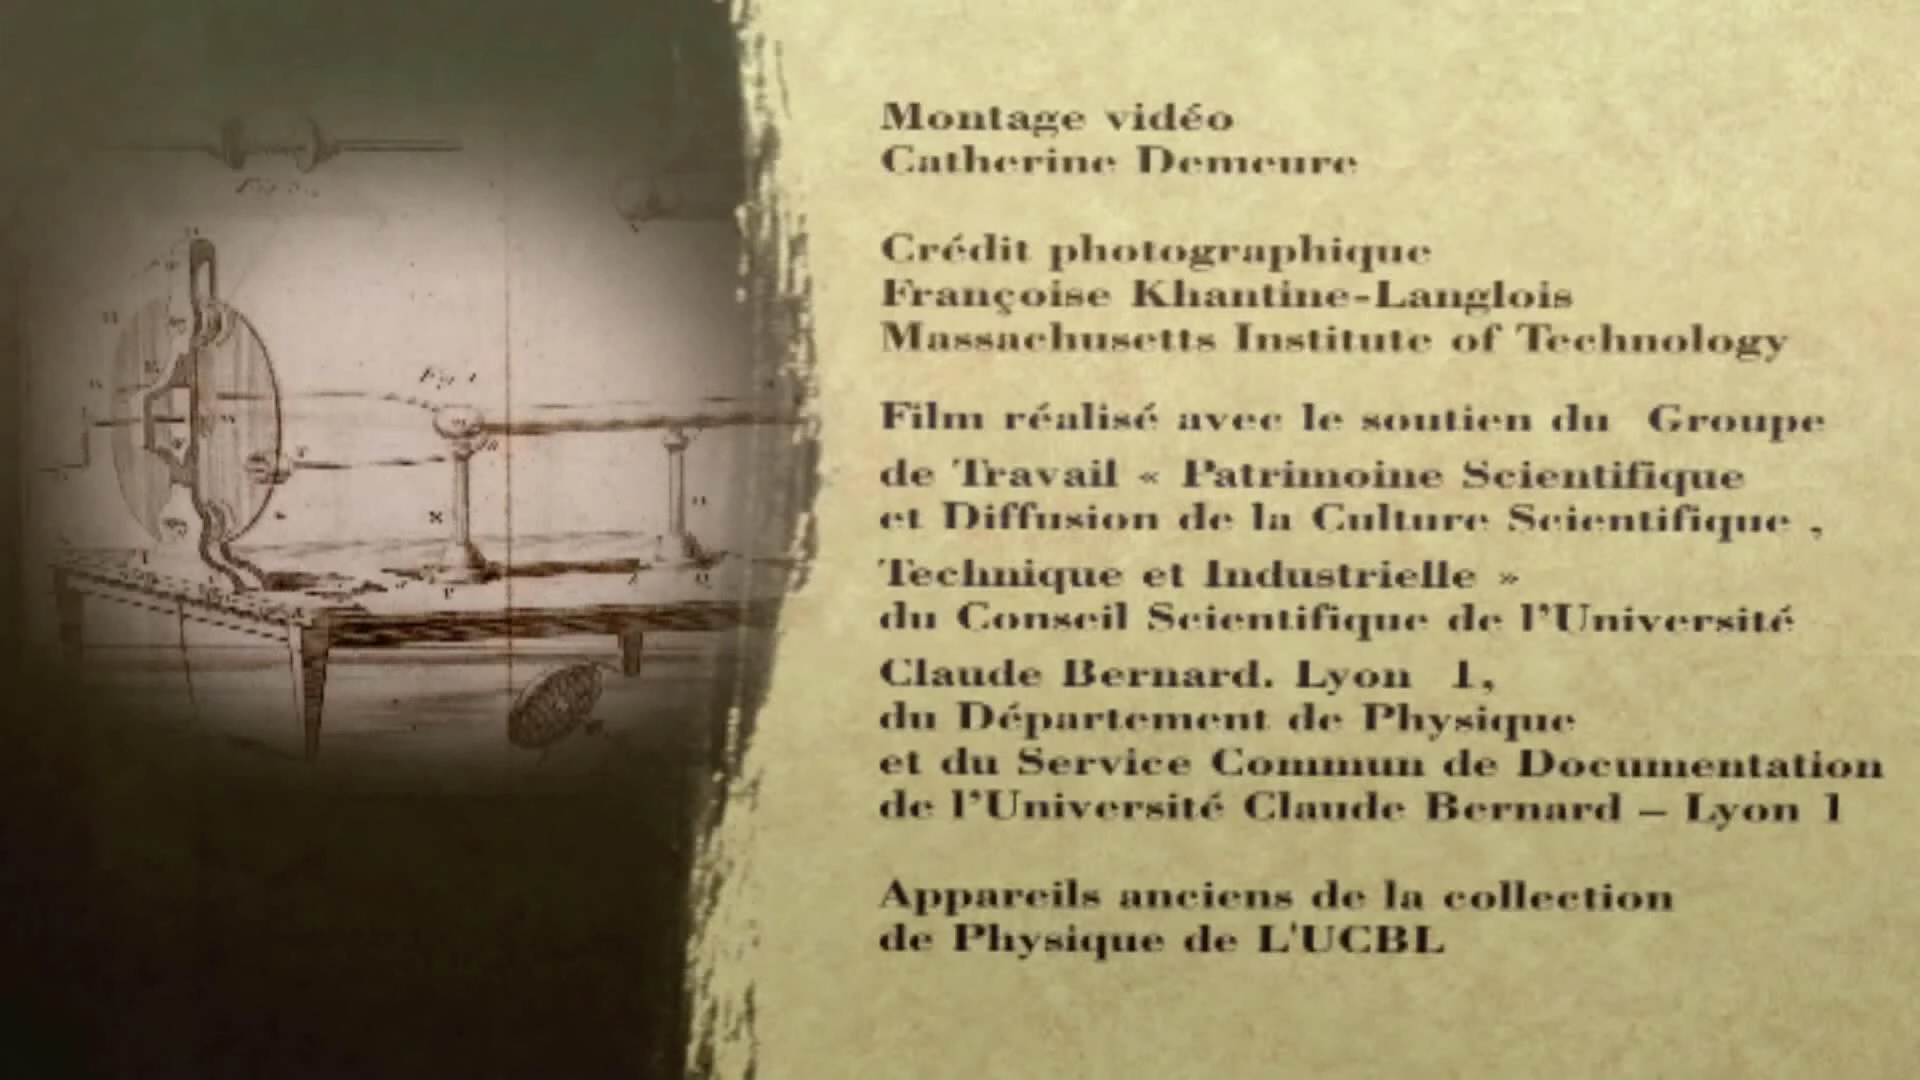 Montage vidéo
Catherine Demeure
Crédit photographique
Françoise Khantine-Langlois
Massachusetts Institute of Technology
Film réalisé avec le soutien du Groupe
de Travail « Patrimoine Scientifique
et Diffusion de la Culture Scientifique ,
Technique et Industrielle »
du Conseil Scientifique de l'Université
Claude Bernard. Lyon 1,
du Département de Physique
et du Service Commun de Documentation
de l'Université Claude Bernard – Lyon 1
Appareils anciens de la collection
de Physique de L'UCBL